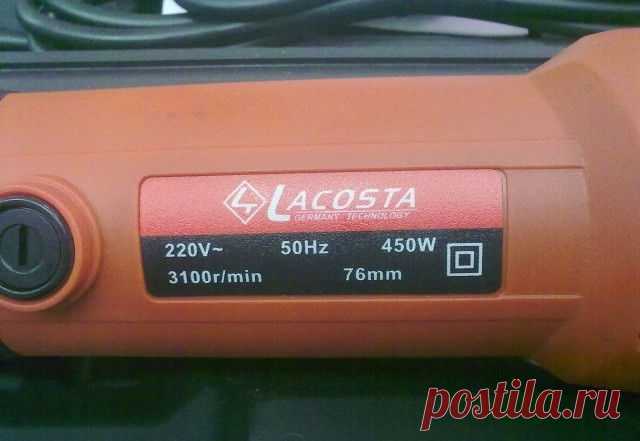 LACOSTA
GERMANY TECHNOLOGY
220V~ 50Hz 450W
3100r/min 76mm
postila.ru